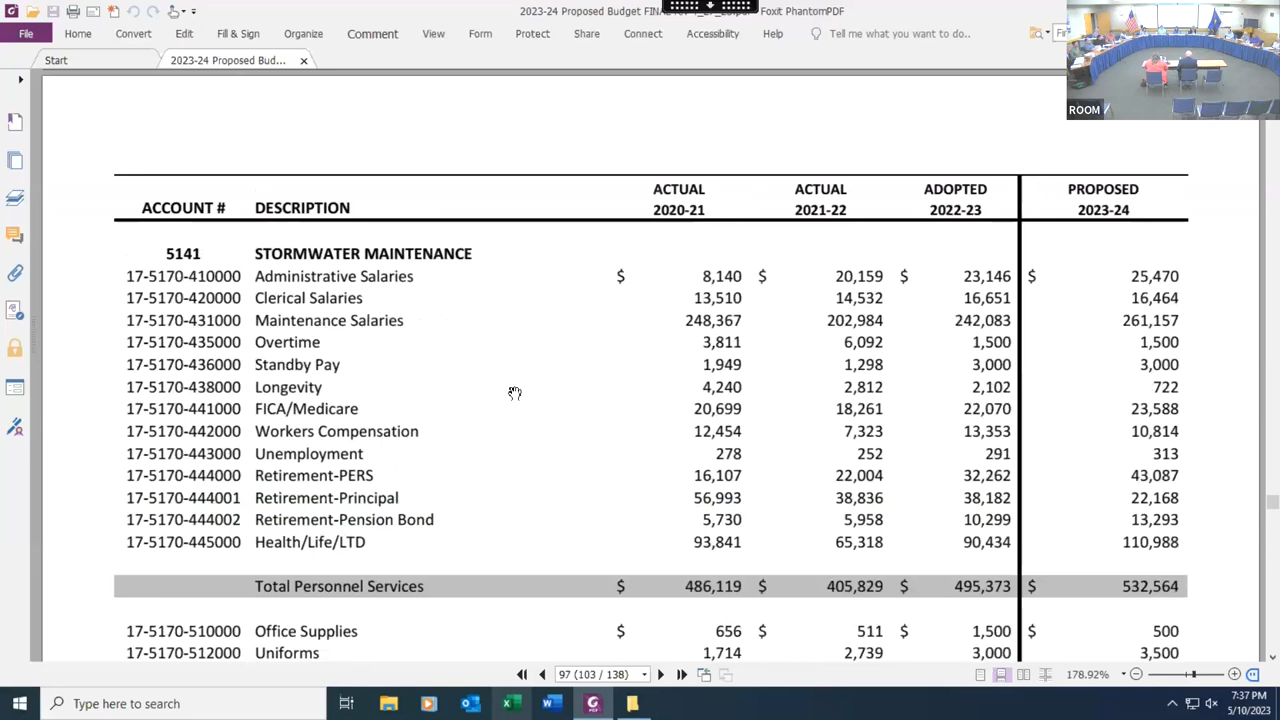 2023-24 Proposed Budget FINAL
Foxit PhantomPDF
File Home Convert Edit Fill & Sign Organize Comment View Form Protect Share Connect Accessibility Help Tell me what you want to do..
Start 2023-24 Proposed Bud... ×
ROOM
ACTUAL ACTUAL ADOPTED PROPOSED
ACCOUNT # DESCRIPTION 2020-21 2021-22 2022-23 2023-24
5141 STORMWATER MAINTENANCE
17-5170-410000 Administrative Salaries $ 8,140 $ 20,159 $ 23,146 $ 25,470
17-5170-420000 Clerical Salaries 13,510 14,532 16,651 16,464
17-5170-431000 Maintenance Salaries 248,367 202,984 242,083 261,157
17-5170-435000 Overtime 3,811 6,092 1,500 1,500
17-5170-436000 Standby Pay 1,949 1,298 3,000 3,000
17-5170-438000 Longevity 4,240 2,812 2,102 722
17-5170-441000 FICA/Medicare 20,699 18,261 22,070 23,588
17-5170-442000 Workers Compensation 12,454 7,323 13,353 10,814
17-5170-443000 Unemployment 278 252 291 313
17-5170-444000 Retirement-PERS 16,107 22,004 32,262 43,087
17-5170-444001 Retirement-Principal 56,993 38,836 38,182 22,168
17-5170-444002 Retirement-Pension Bond 5,730 5,958 10,299 13,293
17-5170-445000 Health/Life/LTD 93,841 65,318 90,434 110,988
Total Personnel Services $ 486,119 $ 405,829 $ 495,373 $ 532,564
17-5170-510000 Office Supplies $ 656 $ 511 $ 1,500 $ 500
17-5170-512000 Uniforms 1,714 2,739 3,000 3,500
97 (103 / 138) 178.92%
Type here to search
7:37 PM
5/10/2023